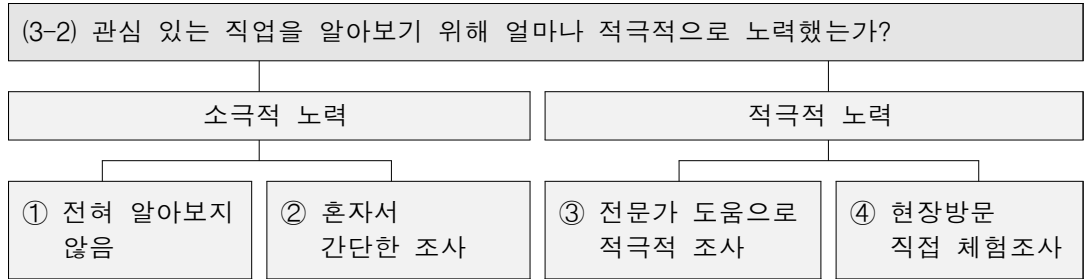 (3-2) 관심 있는 직업을 알아보기 위해 얼마나 적극적으로 노력했는가?
소극적 노력
적극적 노력
① 전혀 알아보지
않음
② 혼자서
간단한 조사
③ 전문가 도움으로
적극적 조사
④ 현장방문
직접 체험조사